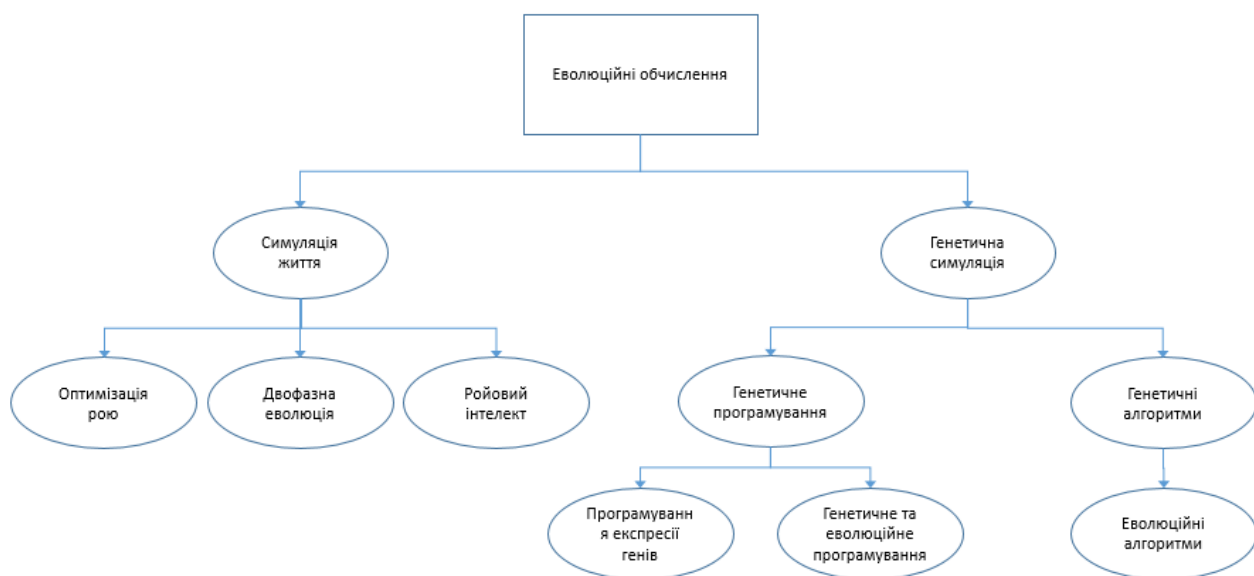 Еволюційні обчислення
Симуляція
життя
Генетична
симуляція
Оптимізація
рою
Двофазна
еволюція
Ройовий
інтелект
Генетичне
програмування
Генетичні
алгоритми
Програмуванн
я експресії
генів
Генетичне та
еволюційне
програмування
Еволюційні
алгоритми